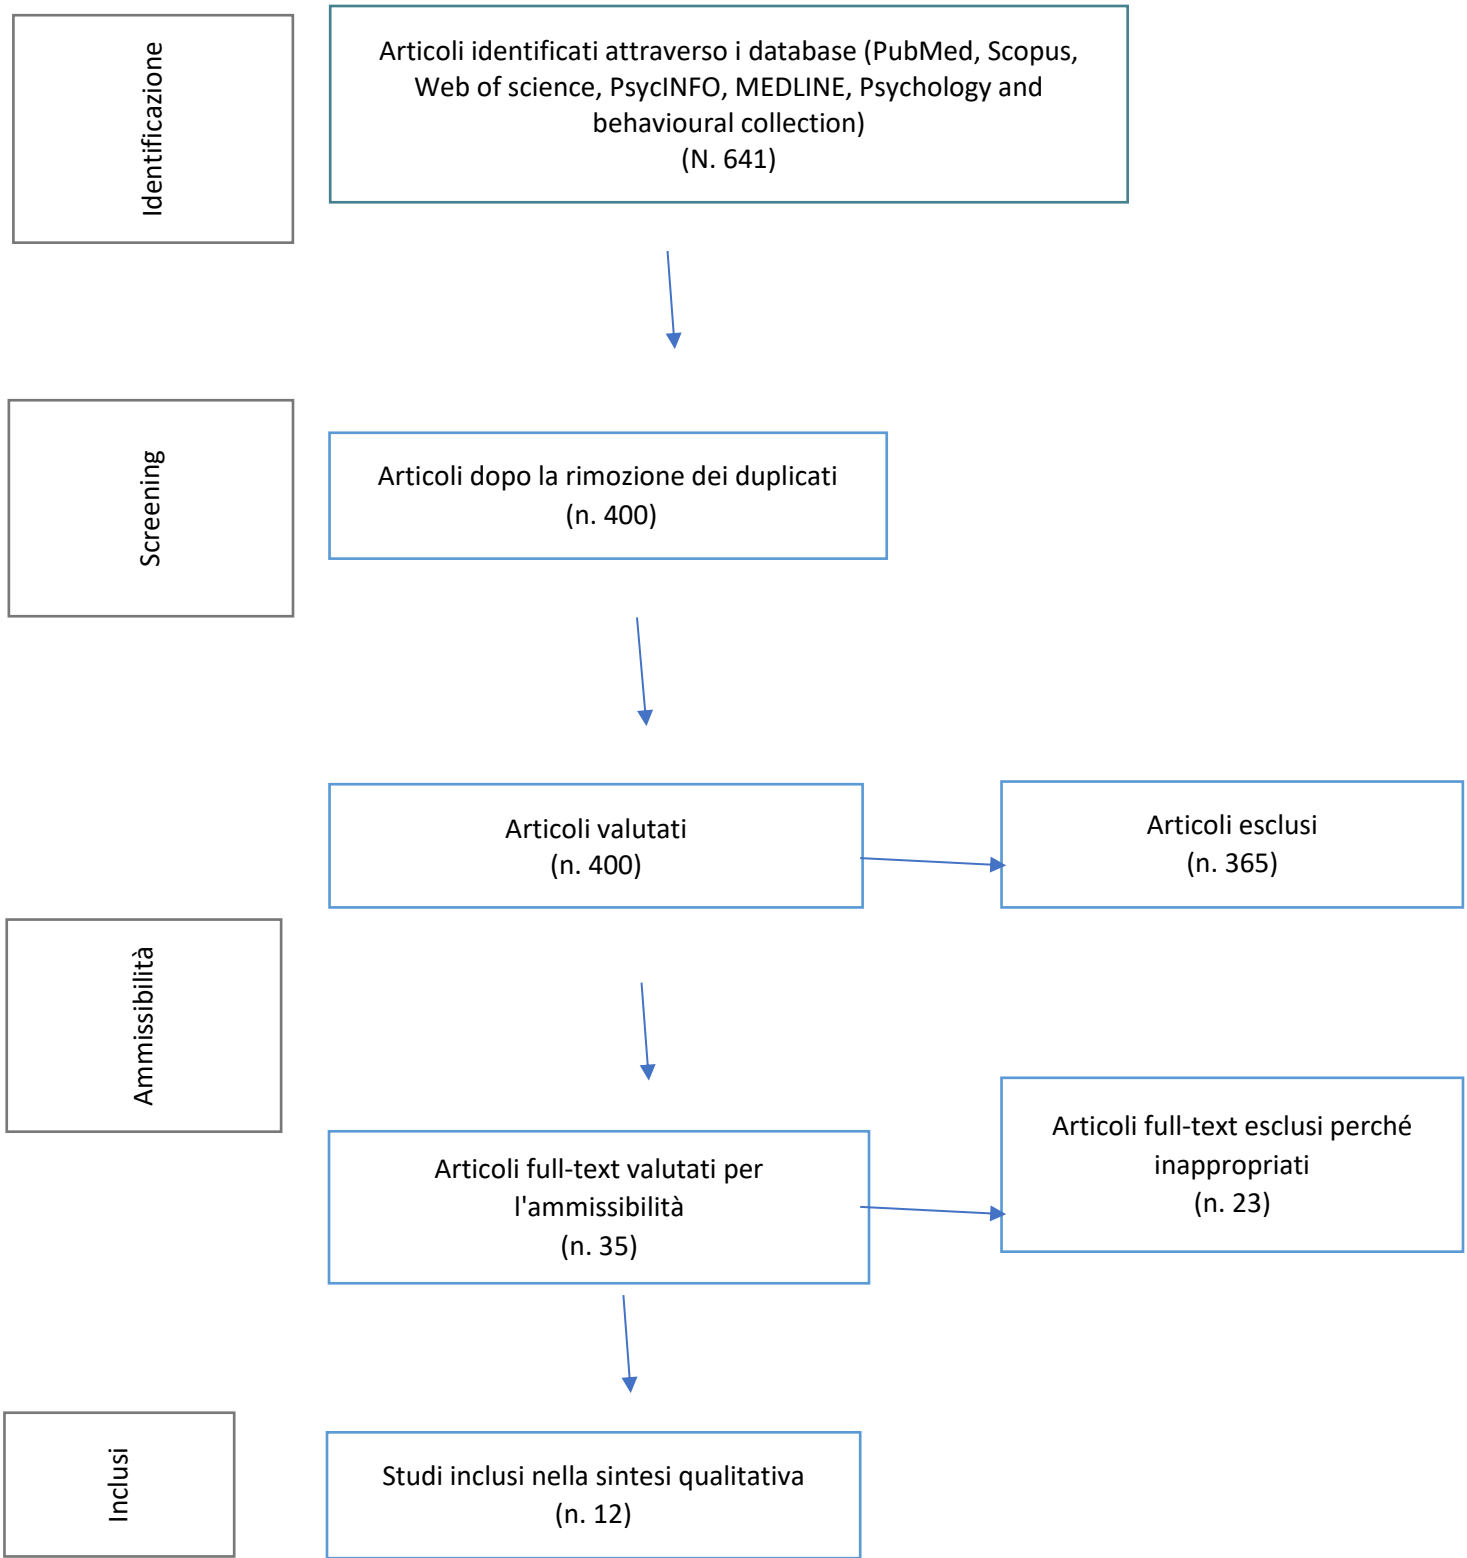 Identificazione
Articoli identificati attraverso i database (PubMed, Scopus,
Web of science, PsycINFO, MEDLINE, Psychology and
behavioural collection)
(N. 641)
Screening
Articoli dopo la rimozione dei duplicati
(n. 400)
Articoli valutati
(n. 400)
Articoli esclusi
(n. 365)
Ammissibilità
Articoli full-text valutati per
l'ammissibilità
(n. 35)
Articoli full-text esclusi perché
inappropriati
(n. 23)
Inclusi
Studi inclusi nella sintesi qualitativa
(n. 12)